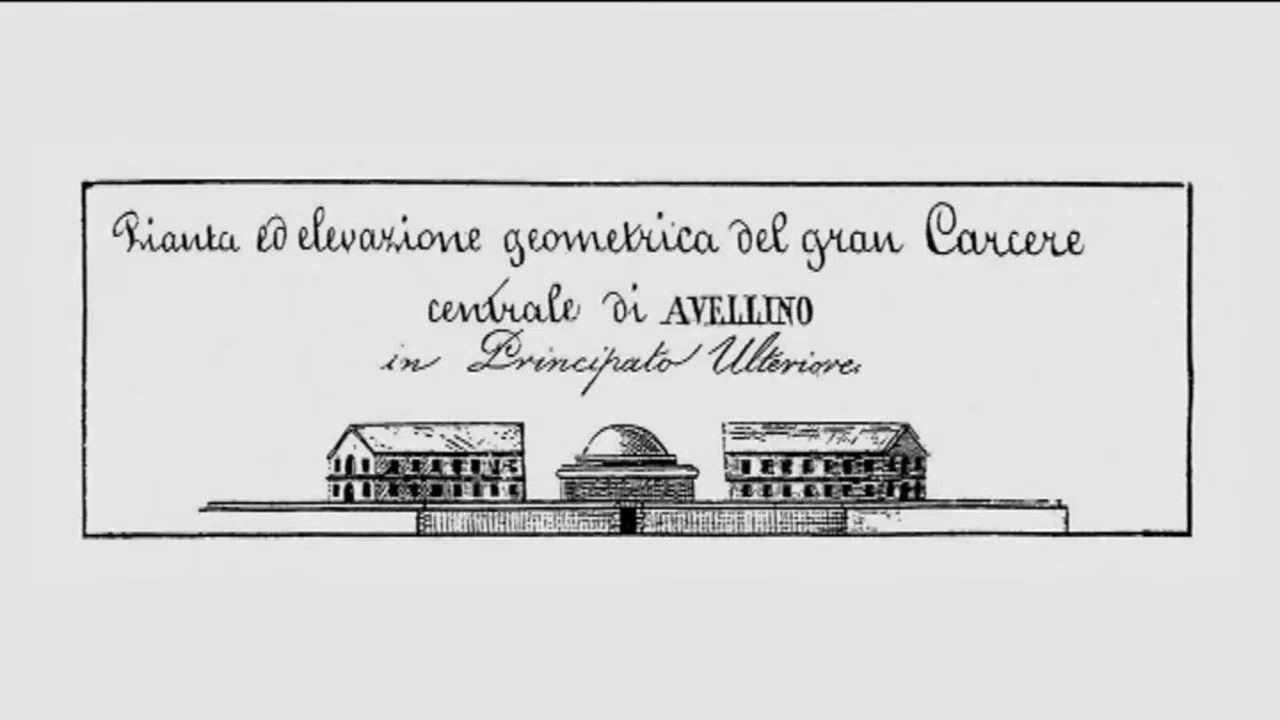 Pianta ed elevazione geometrica del gran Carcere
centrale di AVELLINO
in Principato Ulteriore.